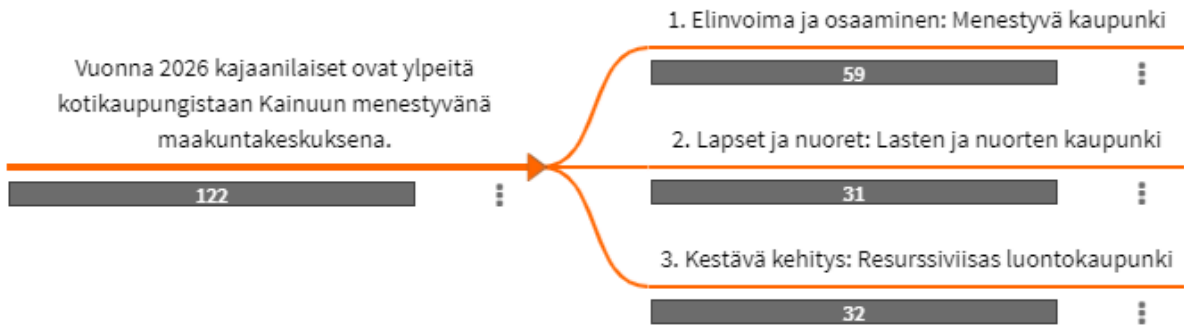 Vuonna 2026 kajaanilaiset ovat ylpeitä
kotikaupungistaan Kainuun menestyvänä
maakuntakeskuksena.
122
1. Elinvoima ja osaaminen: Menestyvä kaupunki
59
2. Lapset ja nuoret: Lasten ja nuorten kaupunki
31
3. Kestävä kehitys: Resurssiviisas luontokaupunki
32